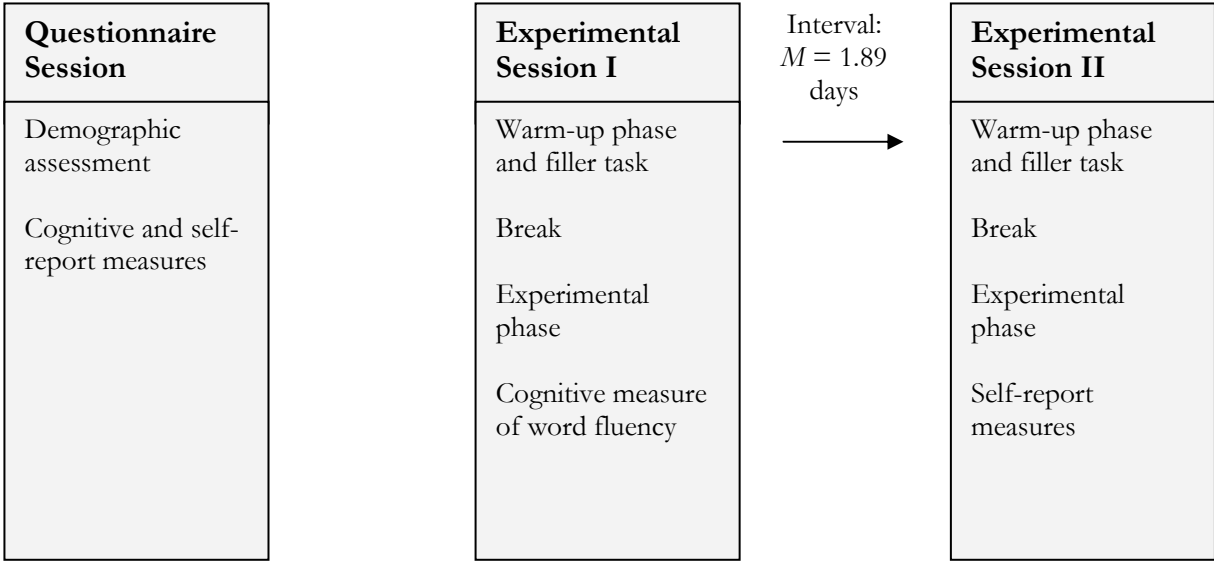 Questionnaire
Session
Demographic
assessment
Cognitive and self-
report measures
Experimental
Session I
Warm-up phase
and filler task
Break
Experimental
phase
Cognitive measure
of word fluency
Interval:
M = 1.89
days
Experimental
Session II
Warm-up phase
and filler task
Break
Experimental
phase
Self-report
measures